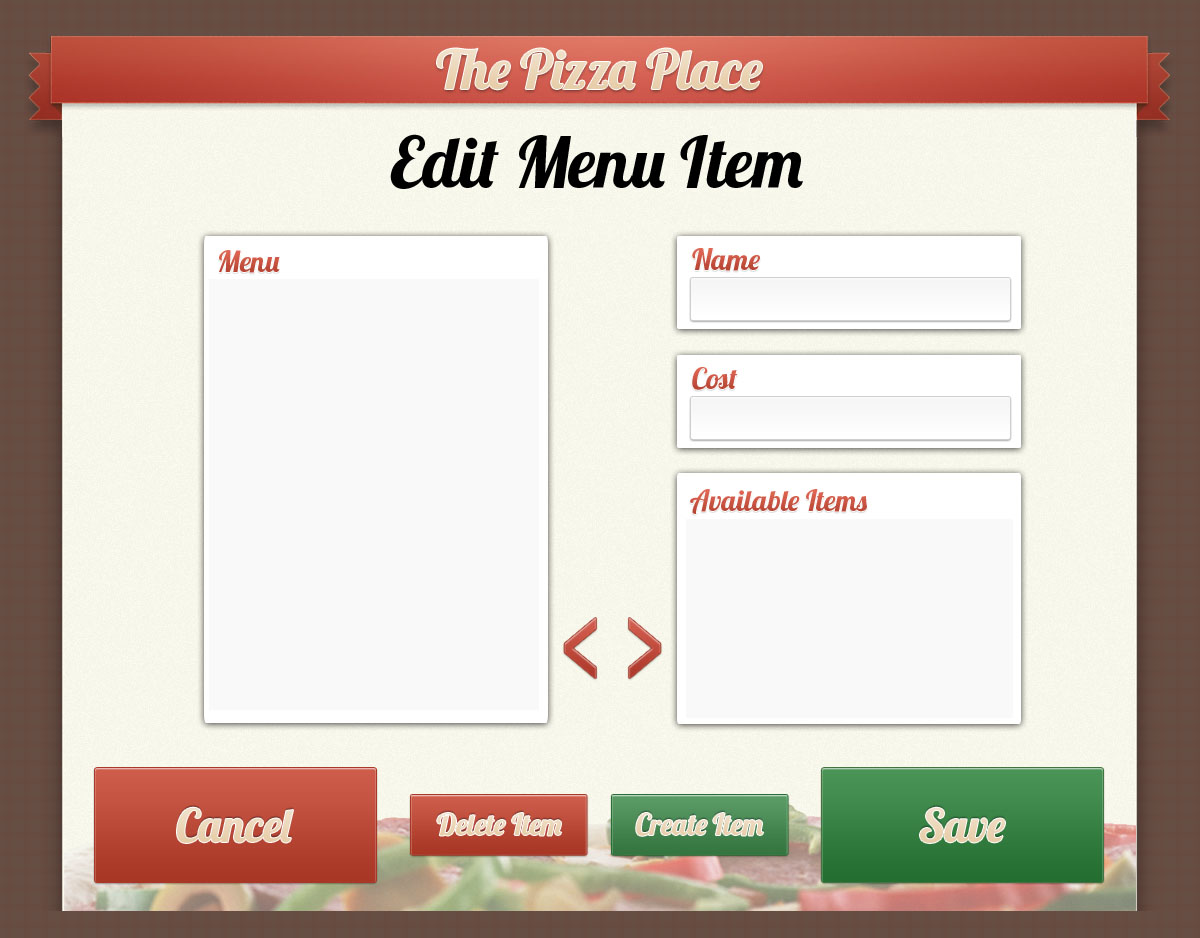 The Pizza Place
Edit Menu Item
Menu
Name
Cost
Available Items
Cancel
Delete Item
Create Item
Save